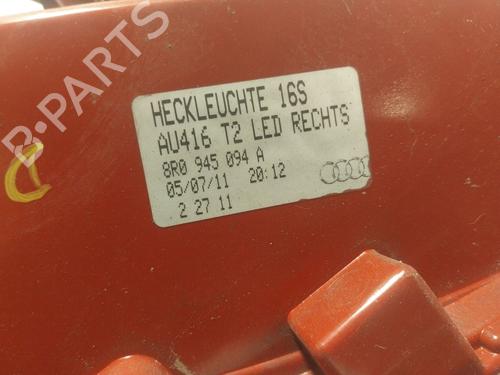 HECKLEUCHTE 16S
AU416 T2 LED RECHTS
8R0 945 094 A
05/07/11 20:12
2 27 11
D
B-PARTS